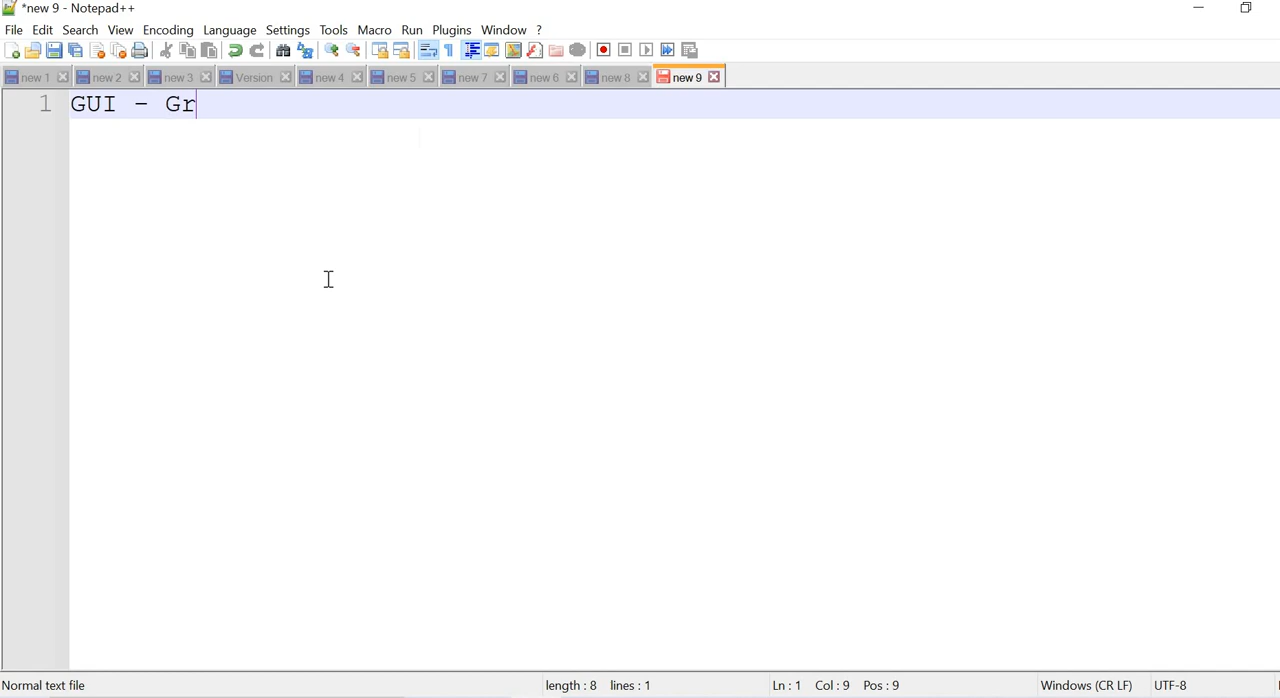 *new 9 - Notepad++
File Edit Search View Encoding Language Settings Tools Macro Run Plugins Window ?
new 1 new 2 new 3 Version new 4 new 5 new 7 new 6 new 8 new 9
1 GUI - Gr
Normal text file length : 8 lines : 1 Ln : 1 Col : 9 Pos : 9 Windows (CR LF) UTF-8